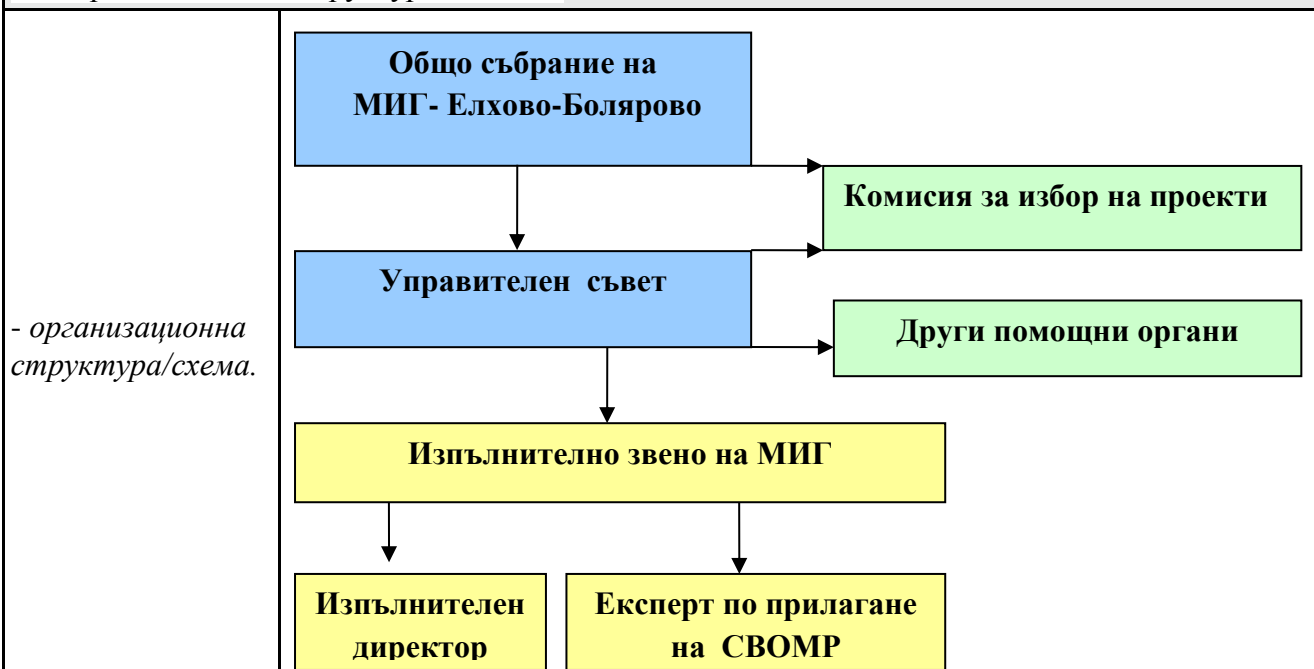 - организационна
структура/схема.
Общо събрание на
МИГ- Елхово-Болярово
Комисия за избор на проекти
Управителен съвет
Други помощни органи
Изпълнително звено на МИГ
Изпълнителен
директор
Експерт по прилагане
на СВОМР